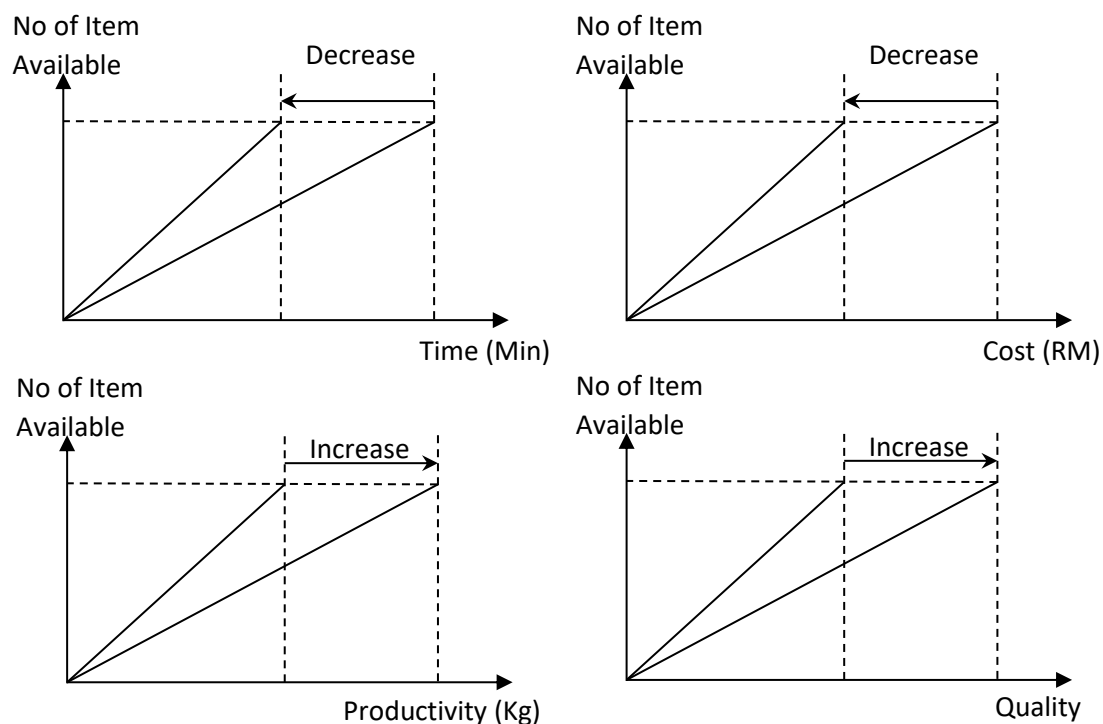 No of Item
Available
Decrease
Time (Min)
No of Item
Available
Decrease
Cost (RM)
No of Item
Available
Increase
Productivity (Kg)
No of Item
Available
Increase
Quality